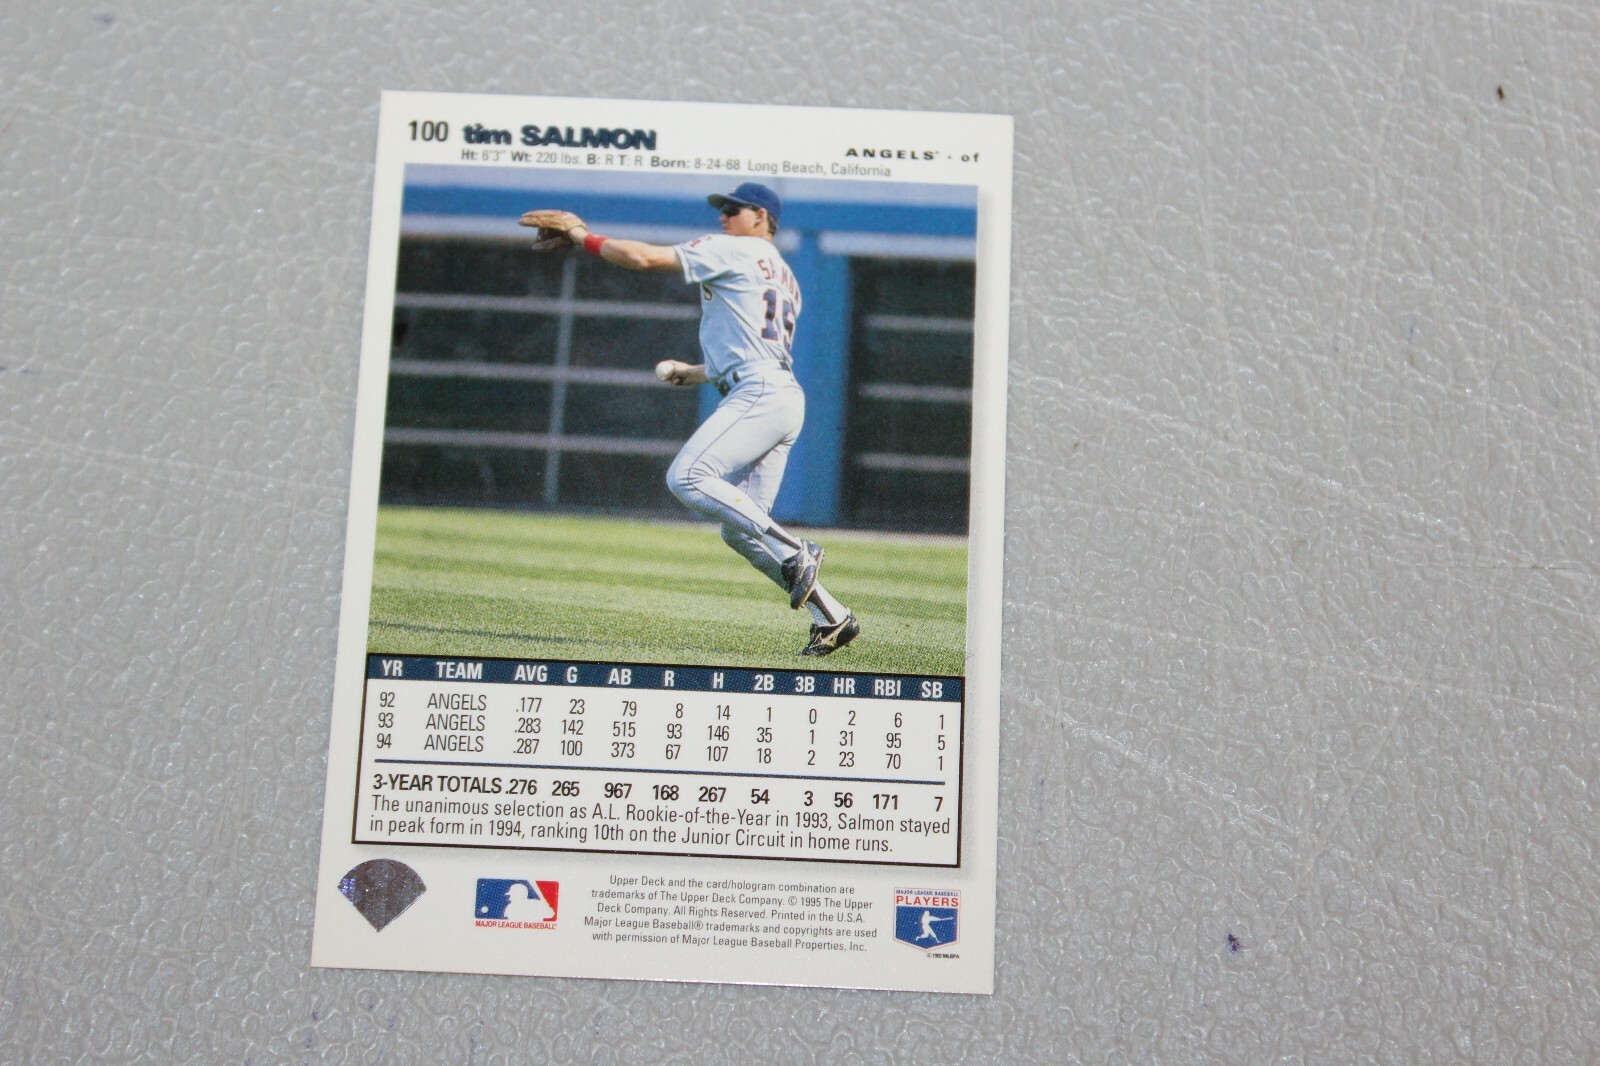 100 tim SALMON
ANGELS • of
Ht: 6'3" Wt: 220 lbs. B: R T: R Born: 8-24-68 Long Beach, California
SALMON
15
YR TEAM AVG G AB R H 2B 3B HR RBI SB
92 ANGELS .177 23 79 8 14 1 0 2 6 1
93 ANGELS .283 142 515 93 146 35 1 31 95 5
94 ANGELS .287 100 373 67 107 18 2 23 70 1
3-YEAR TOTALS .276 265 967 168 267 54 3 56 171 7
The unanimous selection as A.L. Rookie-of-the-Year in 1993, Salmon stayed
in peak form in 1994, ranking 10th on the Junior Circuit in home runs.
Upper Deck and the card/hologram combination are
trademarks of The Upper Deck Company. © 1995 The Upper
Deck Company. All Rights Reserved. Printed in the U.S.A.
Major League Baseball® trademarks and copyrights are used
with permission of Major League Baseball Properties, Inc.
MAJOR LEAGUE BASEBALL
MAJOR LEAGUE BASEBALL
PLAYERS